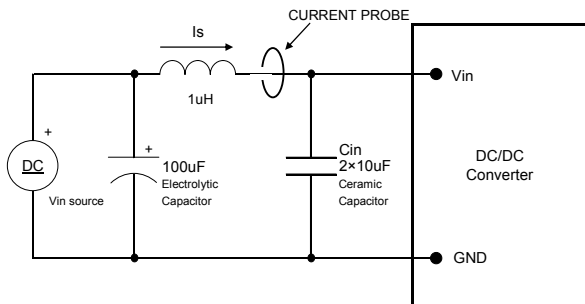 CURRENT PROBE
Is
1uH
Vin
+
DC
Vin source
+
100uF
Electrolytic
Capacitor
Cin
2×10uF
Ceramic
Capacitor
DC/DC
Converter
GND